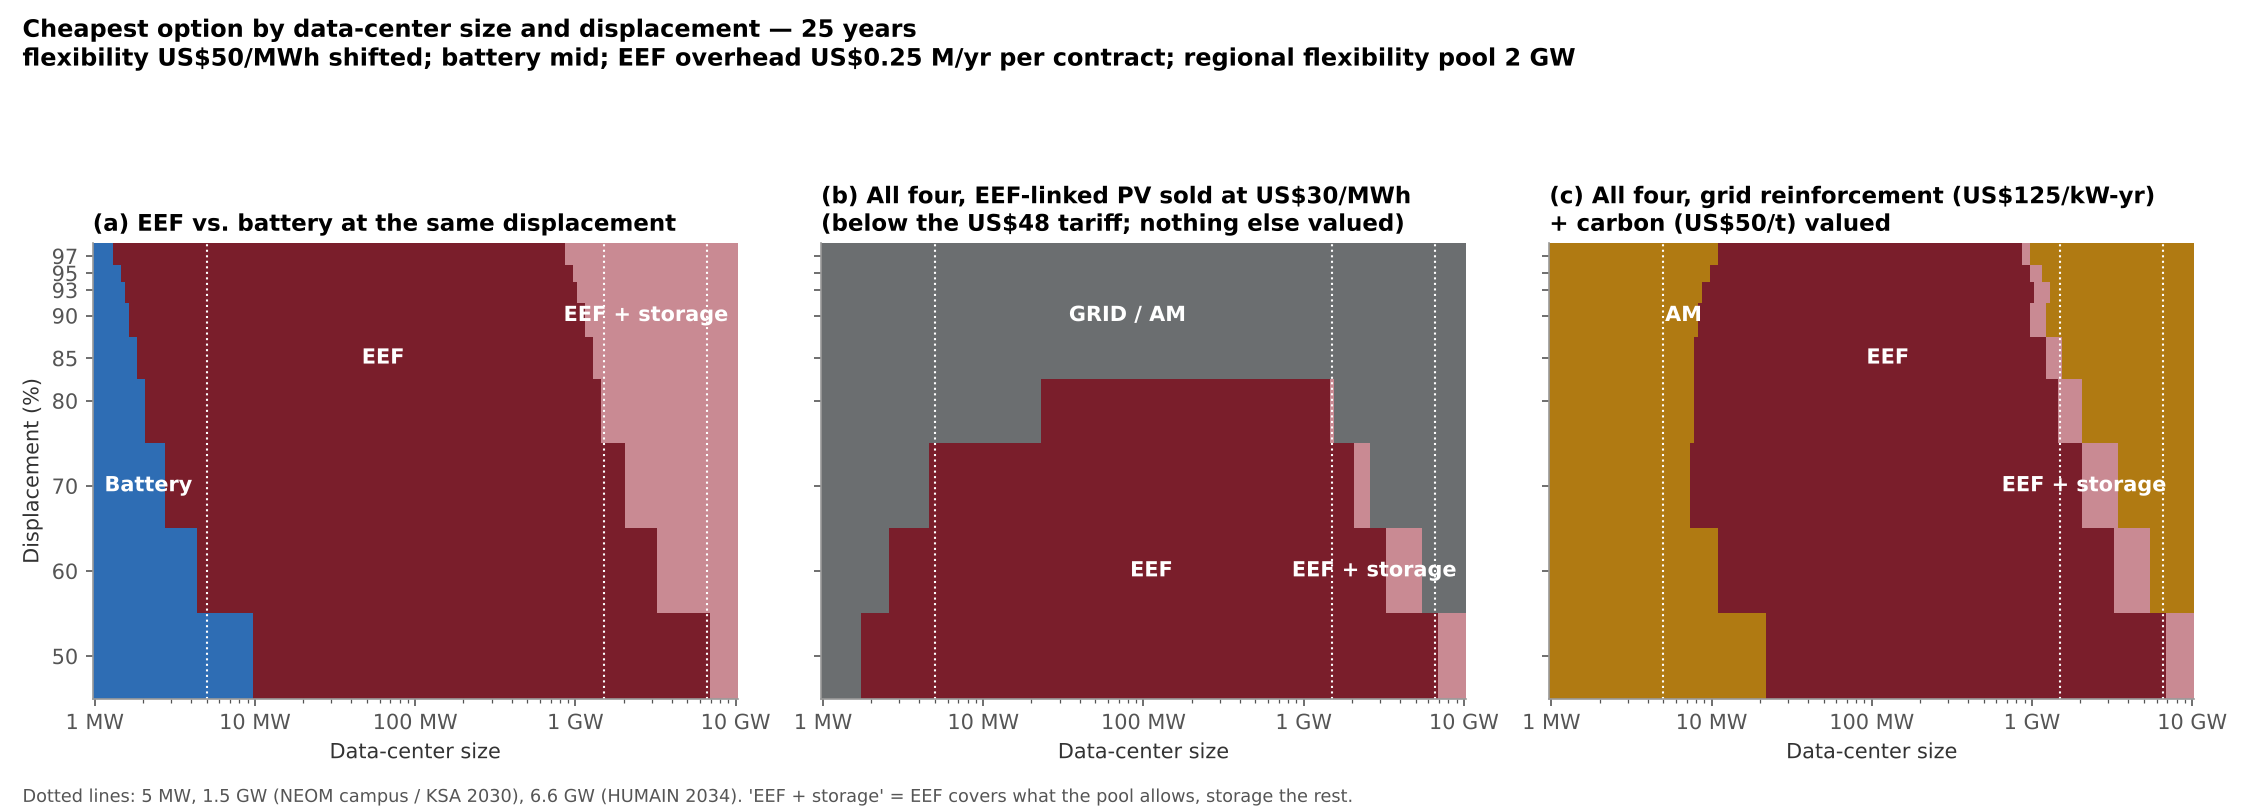 Cheapest option by data-center size and displacement — 25 years
flexibility US$50/MWh shifted; battery mid; EEF overhead US$0.25 M/yr per contract; regional flexibility pool 2 GW
(a) EEF vs. battery at the same displacement
Displacement (%)
97
95
93
90
85
80
70
60
50
EEF + storage
EEF
Battery
1 MW
10 MW
100 MW
1 GW
10 GW
Data-center size
(b) All four, EEF-linked PV sold at US$30/MWh
(below the US$48 tariff; nothing else valued)
GRID / AM
EEF
EEF + storage
1 MW
10 MW
100 MW
1 GW
10 GW
Data-center size
(c) All four, grid reinforcement (US$125/kW-yr)
+ carbon (US$50/t) valued
AM
EEF
EEF + storage
1 MW
10 MW
100 MW
1 GW
10 GW
Data-center size
Dotted lines: 5 MW, 1.5 GW (NEOM campus / KSA 2030), 6.6 GW (HUMAIN 2034). 'EEF + storage' = EEF covers what the pool allows, storage the rest.